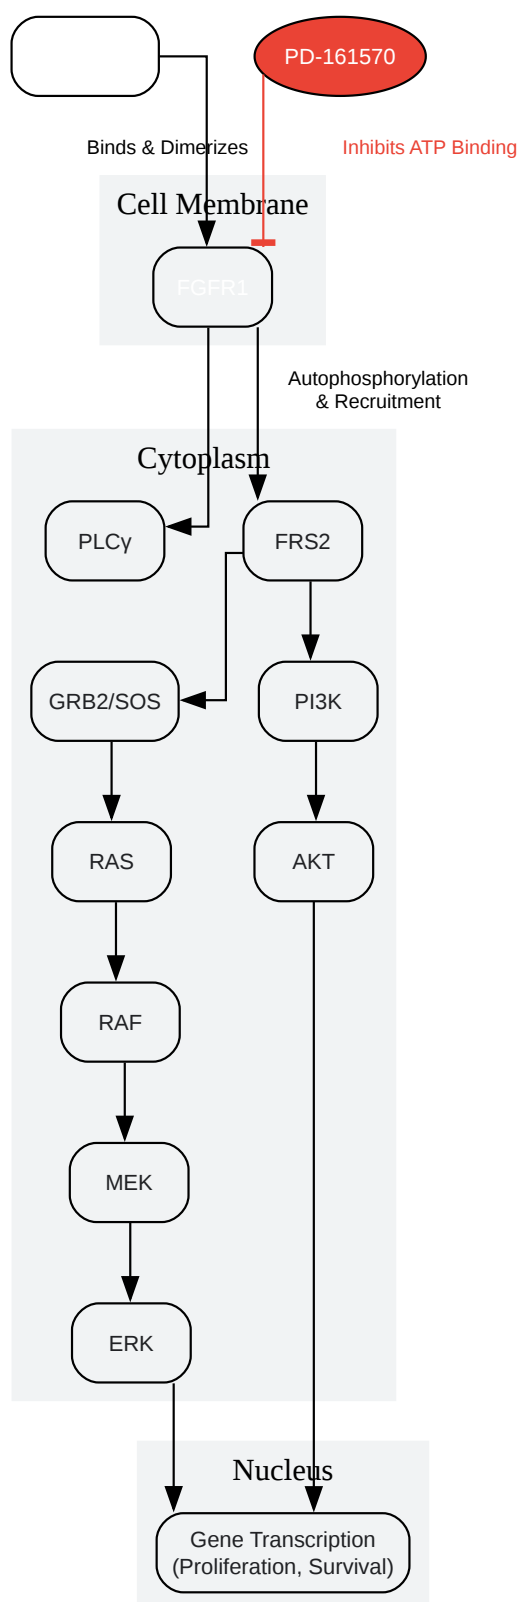 PD-161570
Binds & Dimerizes
Inhibits ATP Binding
Cell Membrane
FGFR1
Autophosphorylation
& Recruitment
Cytoplasm
PLCγ
FRS2
GRB2/SOS
PI3K
RAS
AKT
RAF
MEK
ERK
Nucleus
Gene Transcription
(Proliferation, Survival)